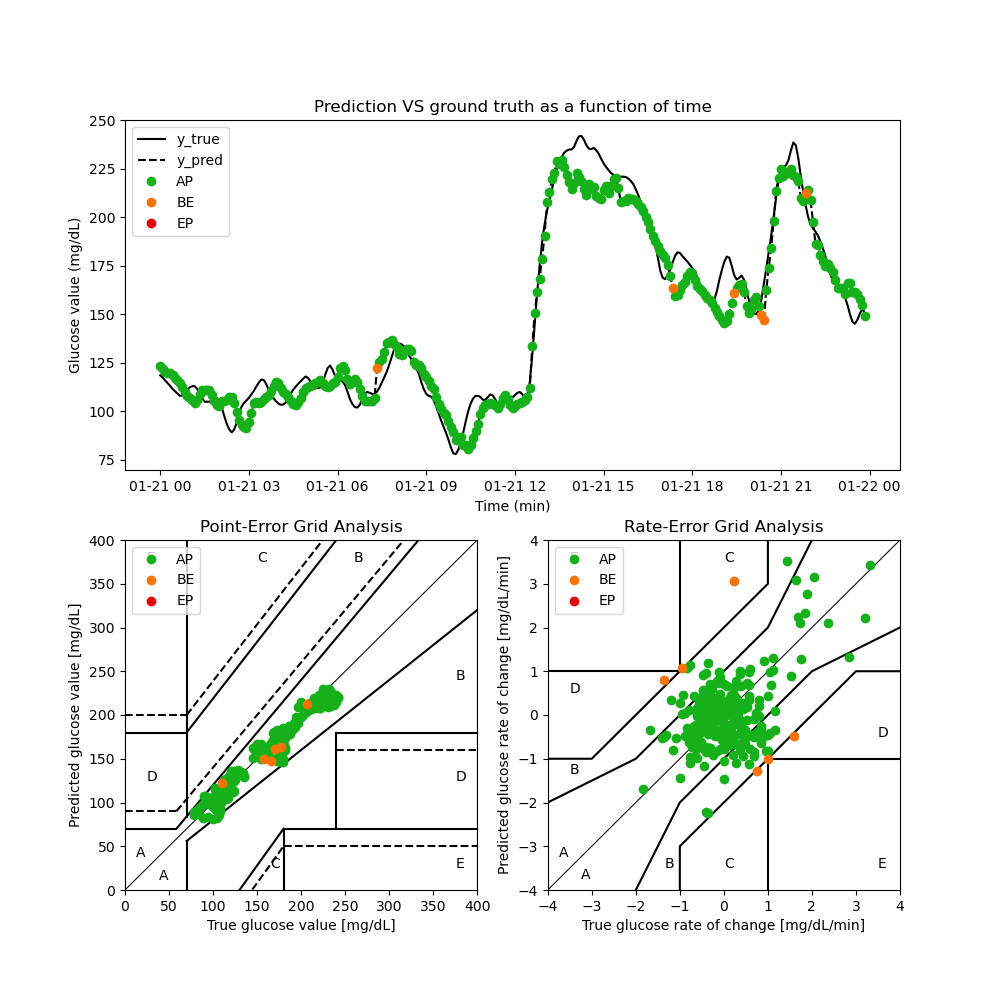 Prediction VS ground truth as a function of time
Glucose value (mg/dL)
250
225
200
175
150
125
100
75
y_true
y_pred
AP
BE
EP
01-21 00 01-21 03 01-21 06 01-21 09 01-21 12 01-21 15 01-21 18 01-21 21 01-22 00
Time (min)
Point-Error Grid Analysis
Predicted glucose value [mg/dL]
400
350
300
250
200
150
100
50
0
AP
BE
EP
C
B
B
D
D
A
A
C
E
0 50 100 150 200 250 300 350 400
True glucose value [mg/dL]
Rate-Error Grid Analysis
Predicted glucose rate of change [mg/dL/min]
4
3
2
1
0
−1
−2
−3
−4
AP
BE
EP
C
D
D
B
A
A
B
C
E
−4 −3 −2 −1 0 1 2 3 4
True glucose rate of change [mg/dL/min]